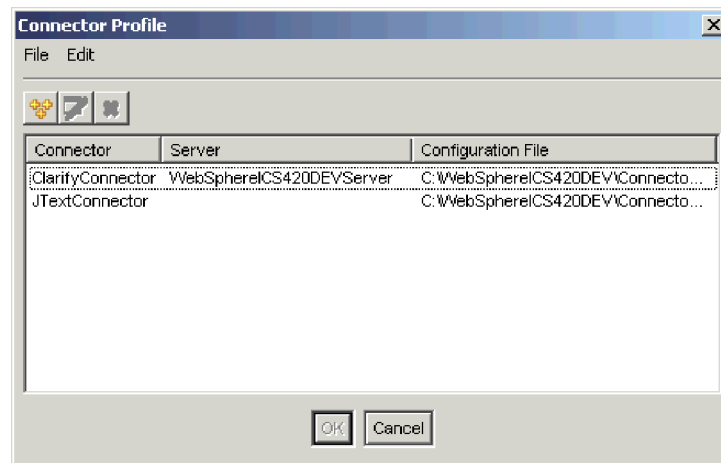 Connector Profile
File Edit
Connector Server Configuration File
ClarifyConnector WebSphereICS420DEVServer C:\WebSphereICS420DEV\Connecto...
JTextConnector C:\WebSphereICS420DEV\Connecto...
OK Cancel